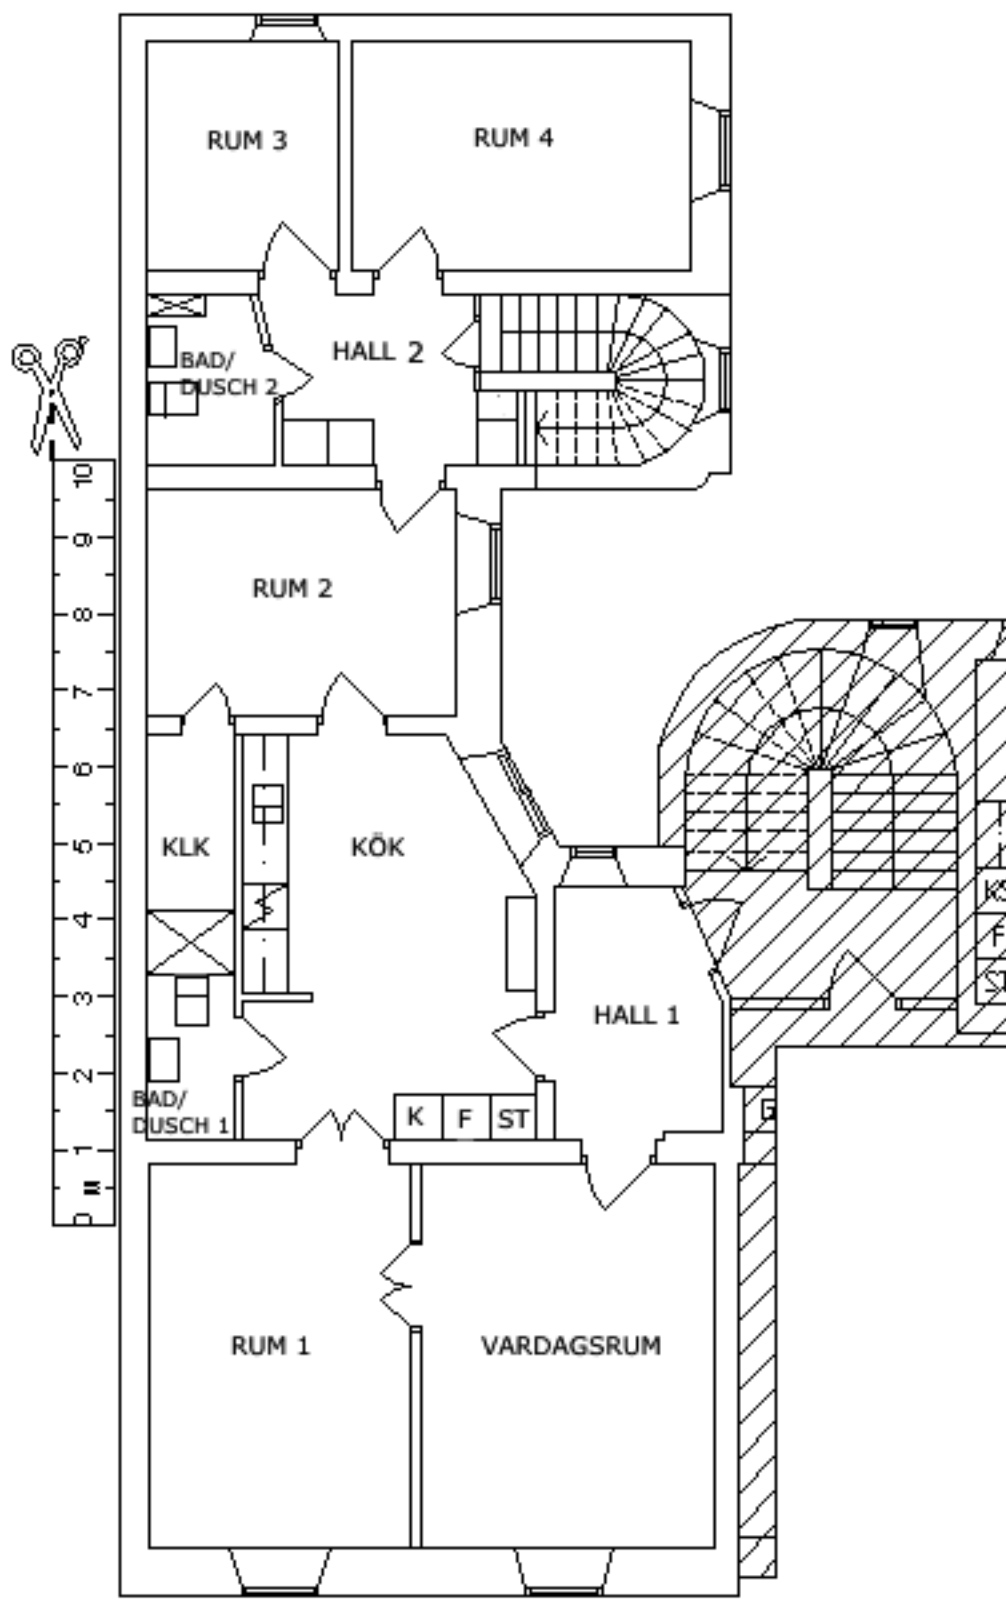 RUM 3
RUM 4
HALL 2
BAD/
DUSCH 2
10
9
8
7
6
5
4
3
2
1
m
0
RUM 2
KLK
KÖK
HALL 1
BAD/
DUSCH 1
K
F
ST
RUM 1
VARDAGSRUM
KS
F
ST
G